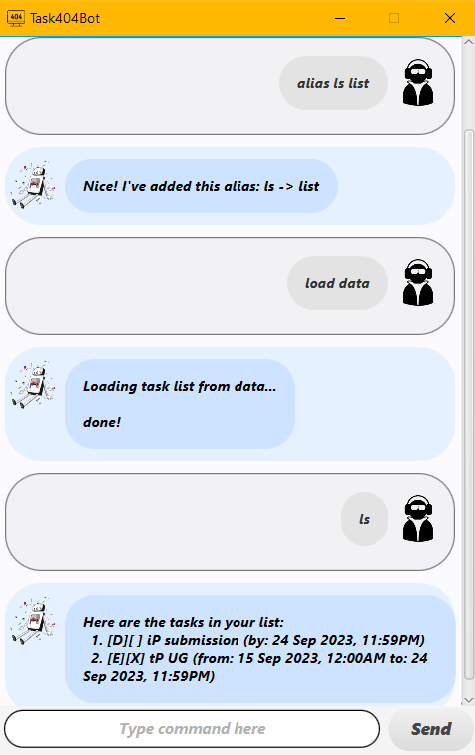 404 Task404Bot
alias ls list
Nice! I've added this alias: ls -> list
load data
Loading task list from data...
done!
ls
Here are the tasks in your list:
1. [D][ ] iP submission (by: 24 Sep 2023, 11:59PM)
2. [E][X] tP UG (from: 15 Sep 2023, 12:00AM to: 24
Sep 2023, 11:59PM)
Type command here
Send